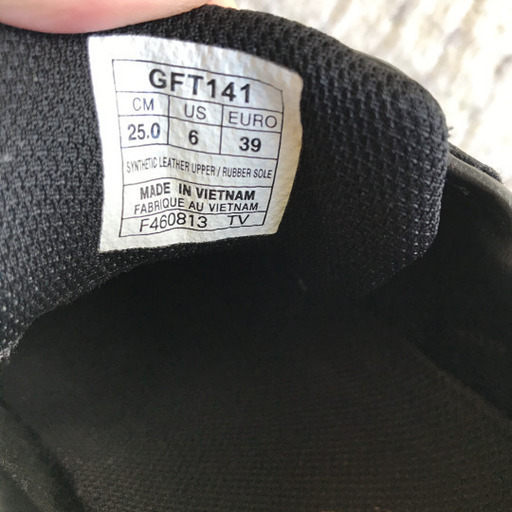 GFT141
CM US EURO
25.0 6 39
SYNTHETIC LEATHER UPPER / RUBBER SOLE
MADE IN VIETNAM
FABRIQUE AU VIETNAM
F460813 TV